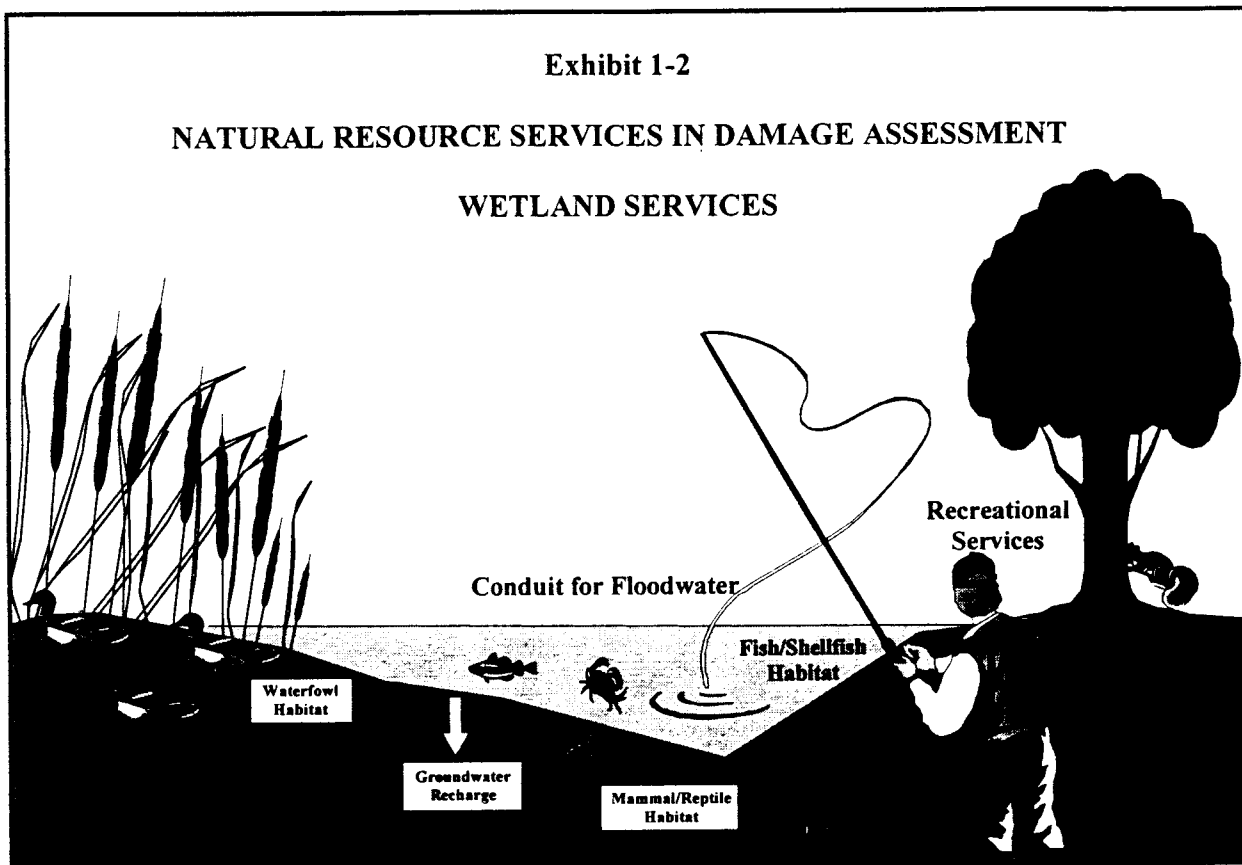 Exhibit 1-2
NATURAL RESOURCE SERVICES IN DAMAGE ASSESSMENT
WETLAND SERVICES
Recreational
Services
Conduit for Floodwater
Fish/Shellfish
Habitat
Waterfowl
Habitat
Groundwater
Recharge
Mammal/Reptile
Habitat